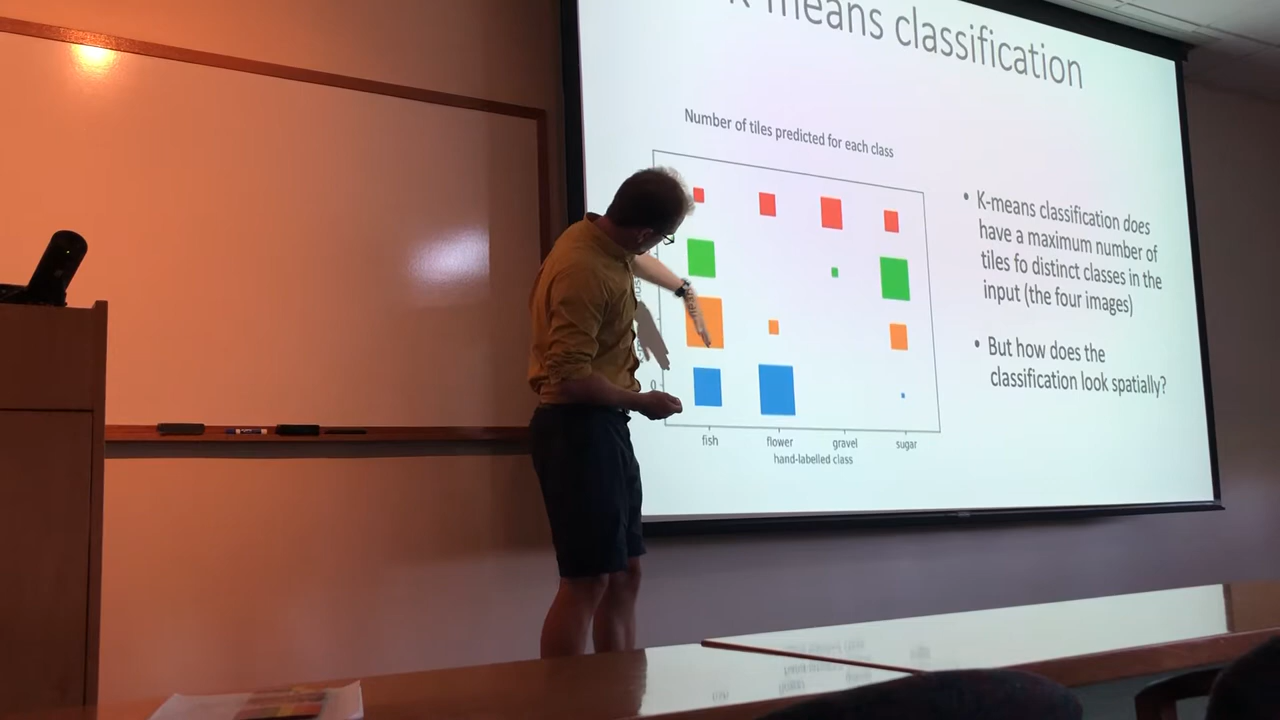 means classification
Number of tiles predicted for each class
0
fish flower gravel sugar
hand-labelled class
• K-means classification does
have a maximum number of
tiles fo distinct classes in the
input (the four images)
• But how does the
classification look spatially?